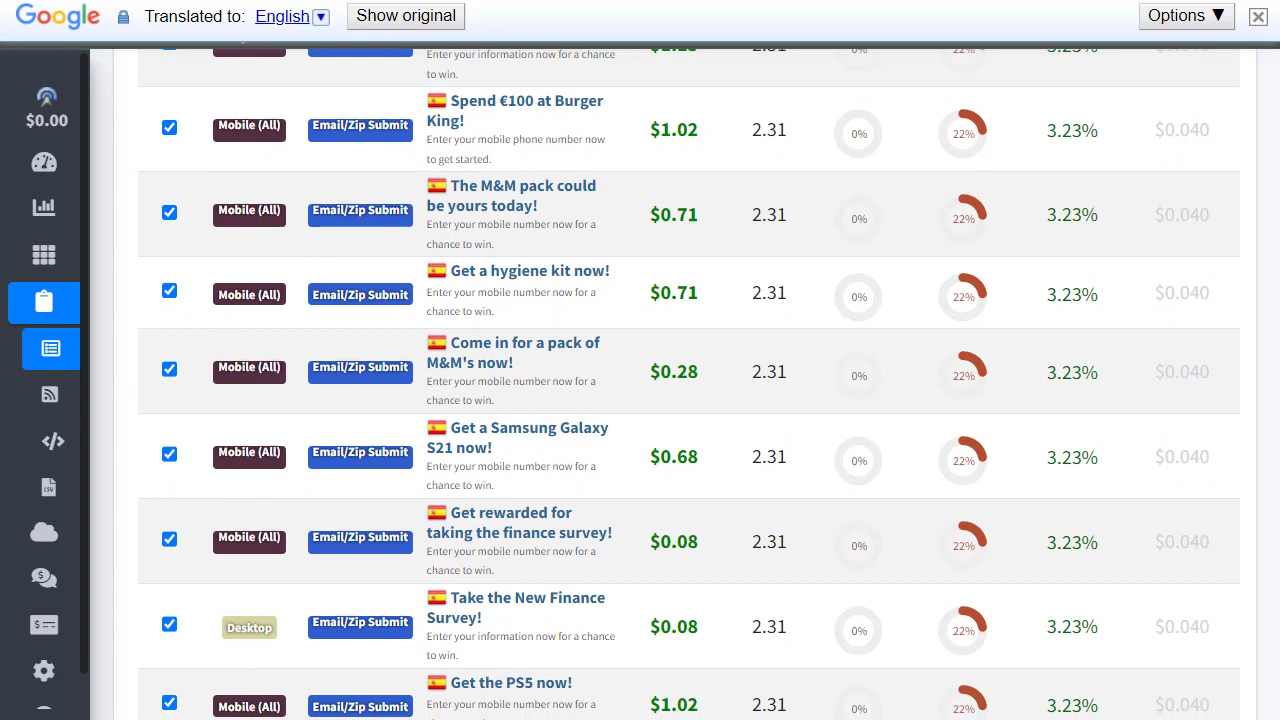 Google Translated to: English Show original Options ▼
Enter your information now for a chance
to win.
0% 22%
$0.00
Mobile (All) Email/Zip Submit Spend €100 at Burger
King!
Enter your mobile phone number now
to get started.
$1.02 2.31 0% 22% 3.23% $0.040
Mobile (All) Email/Zip Submit The M&M pack could
be yours today!
Enter your mobile number now for a
chance to win.
$0.71 2.31 0% 22% 3.23% $0.040
Mobile (All) Email/Zip Submit Get a hygiene kit now!
Enter your mobile number now for a
chance to win.
$0.71 2.31 0% 22% 3.23% $0.040
Mobile (All) Email/Zip Submit Come in for a pack of
M&M's now!
Enter your mobile number now for a
chance to win.
$0.28 2.31 0% 22% 3.23% $0.040
Mobile (All) Email/Zip Submit Get a Samsung Galaxy
S21 now!
Enter your mobile number now for a
chance to win.
$0.68 2.31 0% 22% 3.23% $0.040
Mobile (All) Email/Zip Submit Get rewarded for
taking the finance survey!
Enter your mobile number now for a
chance to win.
$0.08 2.31 0% 22% 3.23% $0.040
Desktop Email/Zip Submit Take the New Finance
Survey!
Enter your information now for a chance
to win.
$0.08 2.31 0% 22% 3.23% $0.040
Mobile (All) Email/Zip Submit Get the PS5 now!
Enter your mobile number now for a
$1.02 2.31 0% 22% 3.23% $0.040
CSV